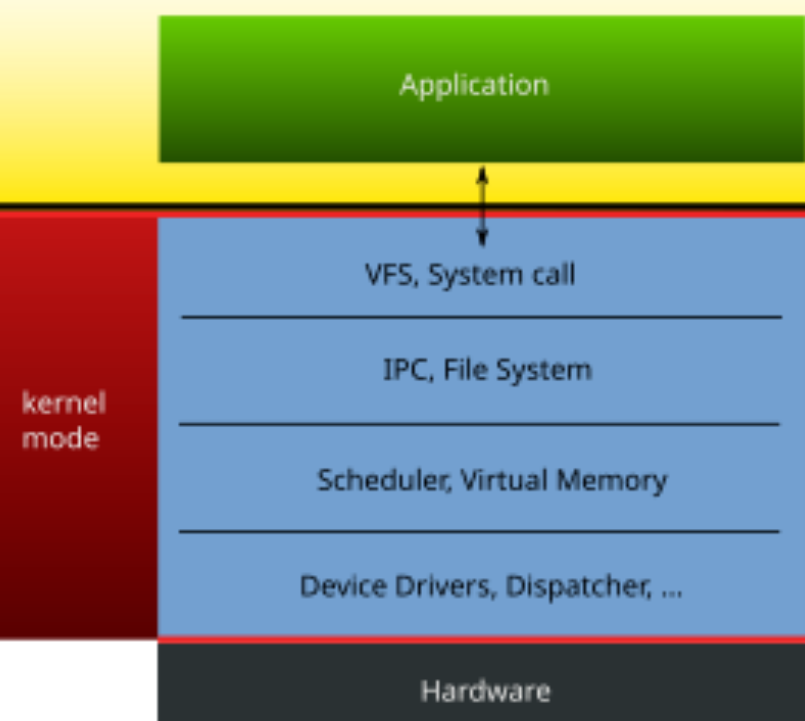 Application
VFS, System call
IPC, File System
kernel
mode
Scheduler, Virtual Memory
Device Drivers, Dispatcher, ...
Hardware